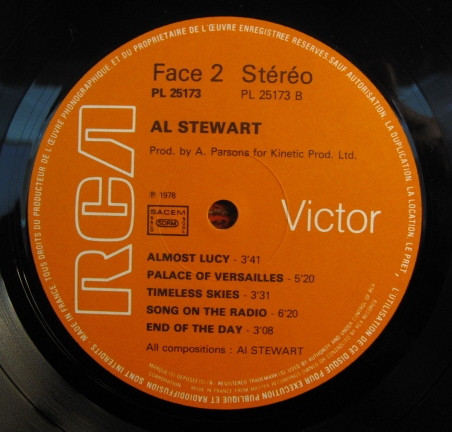 TOUS DROITS DU PRODUCTEUR DE L'ŒUVRE PHONOGRAPHIQUE ET DU PROPRIETAIRE DE L'ŒUVRE ENREGISTREE RESERVES. SAUF AUTORISATION, LA DUPLICATION, LA LOCATION, LE PRET, L'UTILISATION DE CE DISQUE POUR EXECUTION PUBLIQUE ET RADIODIFFUSION SONT INTERDITS
MADE IN FRANCE
Face 2 Stéréo
PL 25173 PL 25173 B
AL STEWART
Prod. by A. Parsons for Kinetic Prod. Ltd.
RCA
℗ 1978
SACEM
SDRM
Victor
ALMOST LUCY - 3'41
PALACE OF VERSAILLES - 5'20
TIMELESS SKIES - 3'31
SONG ON THE RADIO - 6'20
END OF THE DAY - 3'08
All compositions : Al STEWART